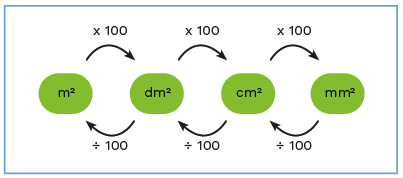 x 100 x 100 x 100
m² dm² cm² mm²
÷ 100 ÷ 100 ÷ 100